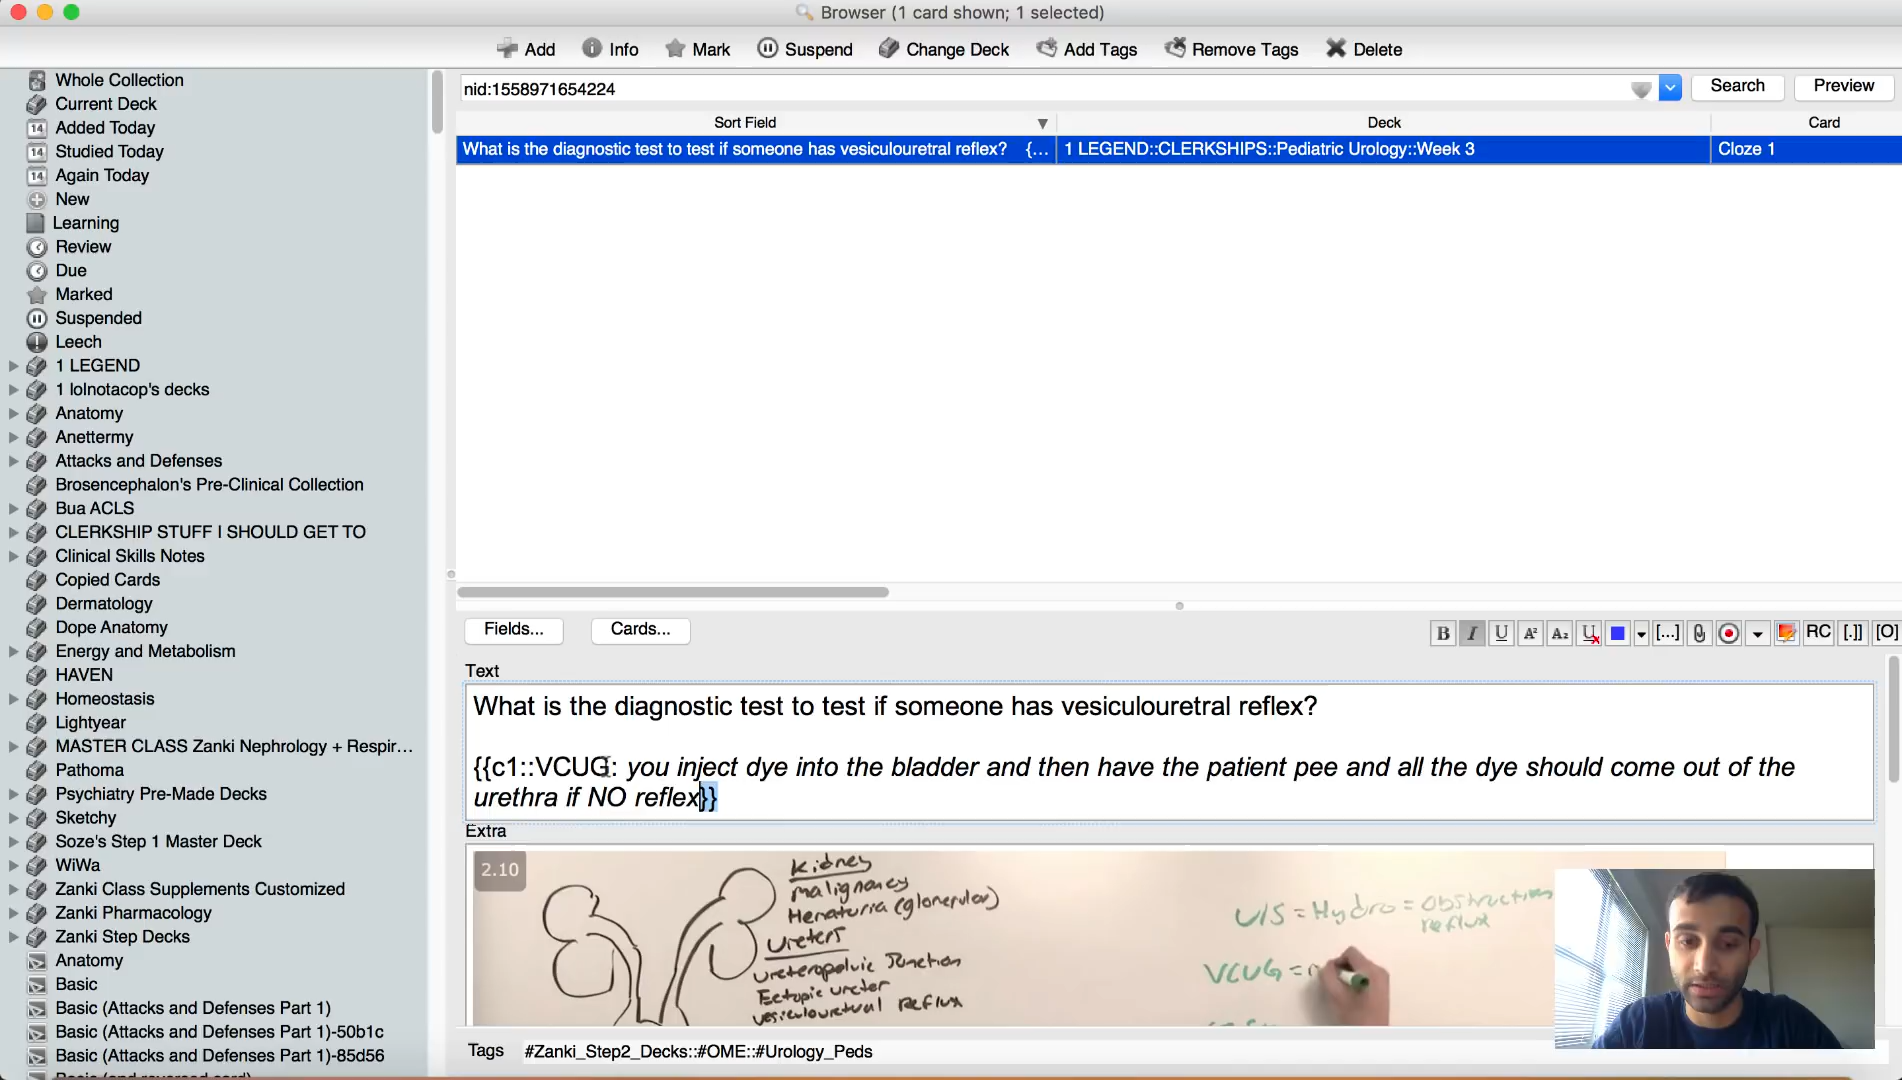 Browser (1 card shown; 1 selected)
Add
Info
Mark
Suspend
Change Deck
Add Tags
Remove Tags
Delete
Whole Collection
Current Deck
14 Added Today
14 Studied Today
14 Again Today
New
Learning
Review
Due
Marked
Suspended
Leech
1 LEGEND
1 lolnotacop's decks
Anatomy
Anettermy
Attacks and Defenses
Brosencephalon's Pre-Clinical Collection
Bua ACLS
CLERKSHIP STUFF I SHOULD GET TO
Clinical Skills Notes
Copied Cards
Dermatology
Dope Anatomy
Energy and Metabolism
HAVEN
Homeostasis
Lightyear
MASTER CLASS Zanki Nephrology + Respir...
Pathoma
Psychiatry Pre-Made Decks
Sketchy
Soze's Step 1 Master Deck
WiWa
Zanki Class Supplements Customized
Zanki Pharmacology
Zanki Step Decks
Anatomy
Basic
Basic (Attacks and Defenses Part 1)
Basic (Attacks and Defenses Part 1)-50b1c
Basic (Attacks and Defenses Part 1)-85d56
Basic (and reversed card)
nid:1558971654224
Search
Preview
Sort Field
Deck
Card
What is the diagnostic test to test if someone has vesiculouretral reflex? {...
1 LEGEND::CLERKSHIPS::Pediatric Urology::Week 3
Cloze 1
Fields...
Cards...
B I U A² A₂ U [...] RC [.]] [O]
Text
What is the diagnostic test to test if someone has vesiculouretral reflex?
{{c1::VCUG: you inject dye into the bladder and then have the patient pee and all the dye should come out of the
urethra if NO reflex}}
Extra
2.10
Kidney
malignancy
Hematuria (glomerular)
Ureters
Ureteropelvic Junction
Ectopic ureter
vesiculouretral reflux
U/S = Hydro = obstruction
reflux
VCUG =
Tags
#Zanki_Step2_Decks::#OME::#Urology_Peds